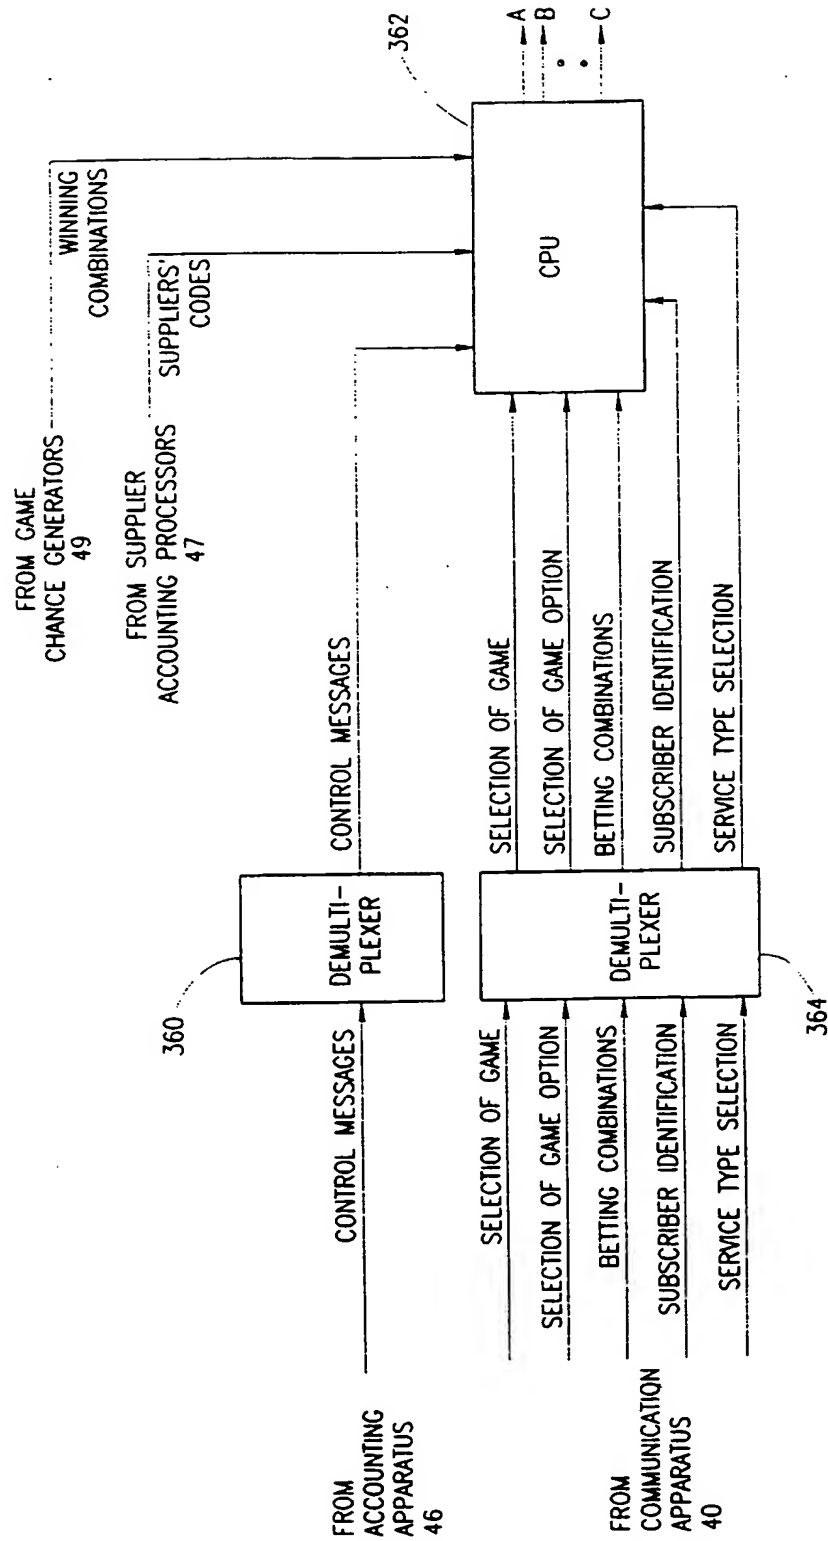 FROM GAME
CHANCE GENERATORS
49
WINNING
COMBINATIONS
FROM SUPPLIER
ACCOUNTING PROCESSORS
47
SUPPLIERS'
CODES
362
A
B
C
CPU
360
FROM
ACCOUNTING
APPARATUS
46
CONTROL MESSAGES
DEMULTI-
PLEXER
CONTROL MESSAGES
FROM
COMMUNICATION
APPARATUS
40
SELECTION OF GAME
SELECTION OF GAME OPTION
BETTING COMBINATIONS
SUBSCRIBER IDENTIFICATION
SERVICE TYPE SELECTION
DEMULTI-
PLEXER
364
SELECTION OF GAME
SELECTION OF GAME OPTION
BETTING COMBINATIONS
SUBSCRIBER IDENTIFICATION
SERVICE TYPE SELECTION